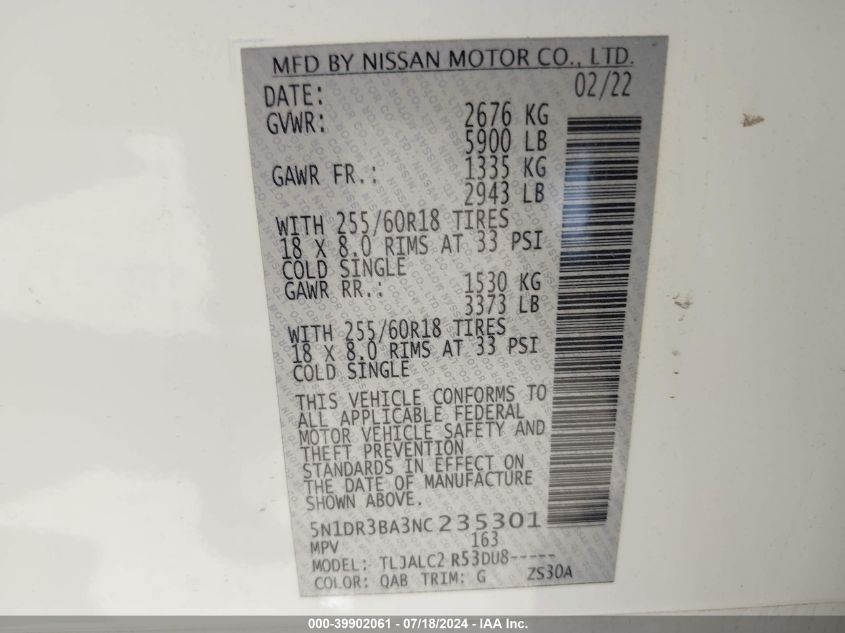 MFD BY NISSAN MOTOR CO., LTD.
DATE: 02/22
GVWR: 2676 KG
5900 LB
GAWR FR.: 1335 KG
2943 LB
WITH 255/60R18 TIRES
18 X 8.0 RIMS AT 33 PSI
COLD SINGLE
GAWR RR.: 1530 KG
3373 LB
WITH 255/60R18 TIRES
18 X 8.0 RIMS AT 33 PSI
COLD SINGLE
THIS VEHICLE CONFORMS TO
ALL APPLICABLE FEDERAL
MOTOR VEHICLE SAFETY AND
THEFT PREVENTION
STANDARDS IN EFFECT ON
THE DATE OF MANUFACTURE
SHOWN ABOVE.
5N1DR3BA3NC235301
MPV 163
MODEL: TLJALC2 R53DU8-----
COLOR: QAB TRIM: G ZS30A
000-39902061 - 07/18/2024 - IAA Inc.